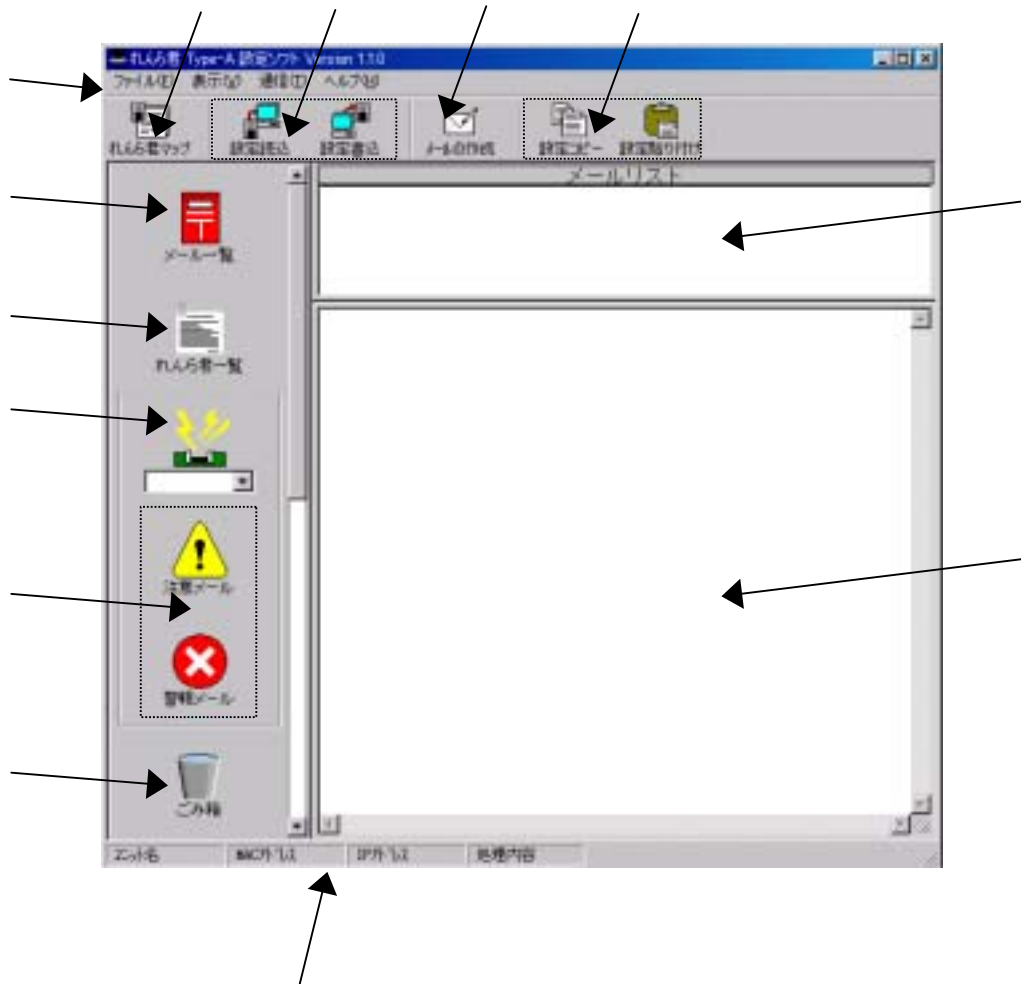 れんら君 Type-A 設定ソフト Version 1.1.0
ファイル(F) 表示(V) 通信(T) ヘルプ(H)
れんら君マップ 設定読込 設定書込 メールの作成 設定コピー 設定貼り付け
メールリスト
メール一覧
れんら君一覧
注意メール
警報メール
ごみ箱
ユニット名 MACアドレス IPアドレス 処理内容